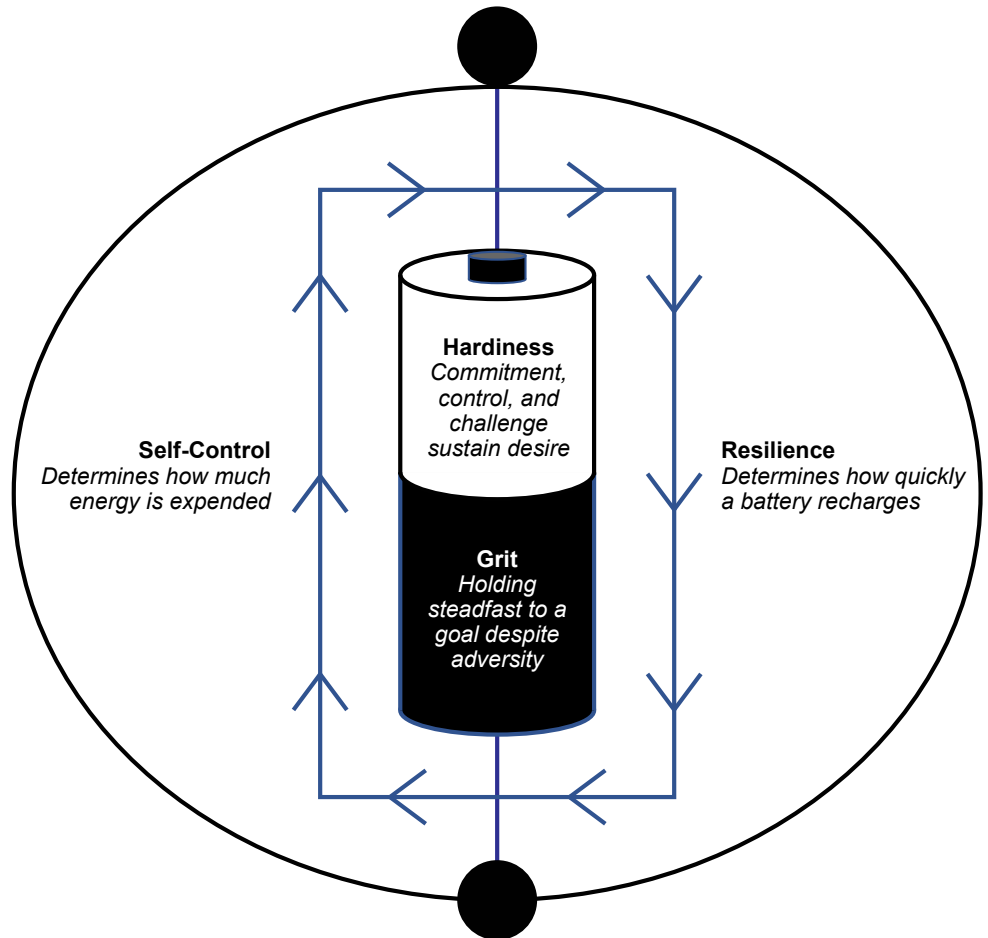 Hardiness
Commitment,
control, and
challenge
sustain desire
Self-Control
Determines how much
energy is expended
Resilience
Determines how quickly
a battery recharges
Grit
Holding
steadfast to a
goal despite
adversity